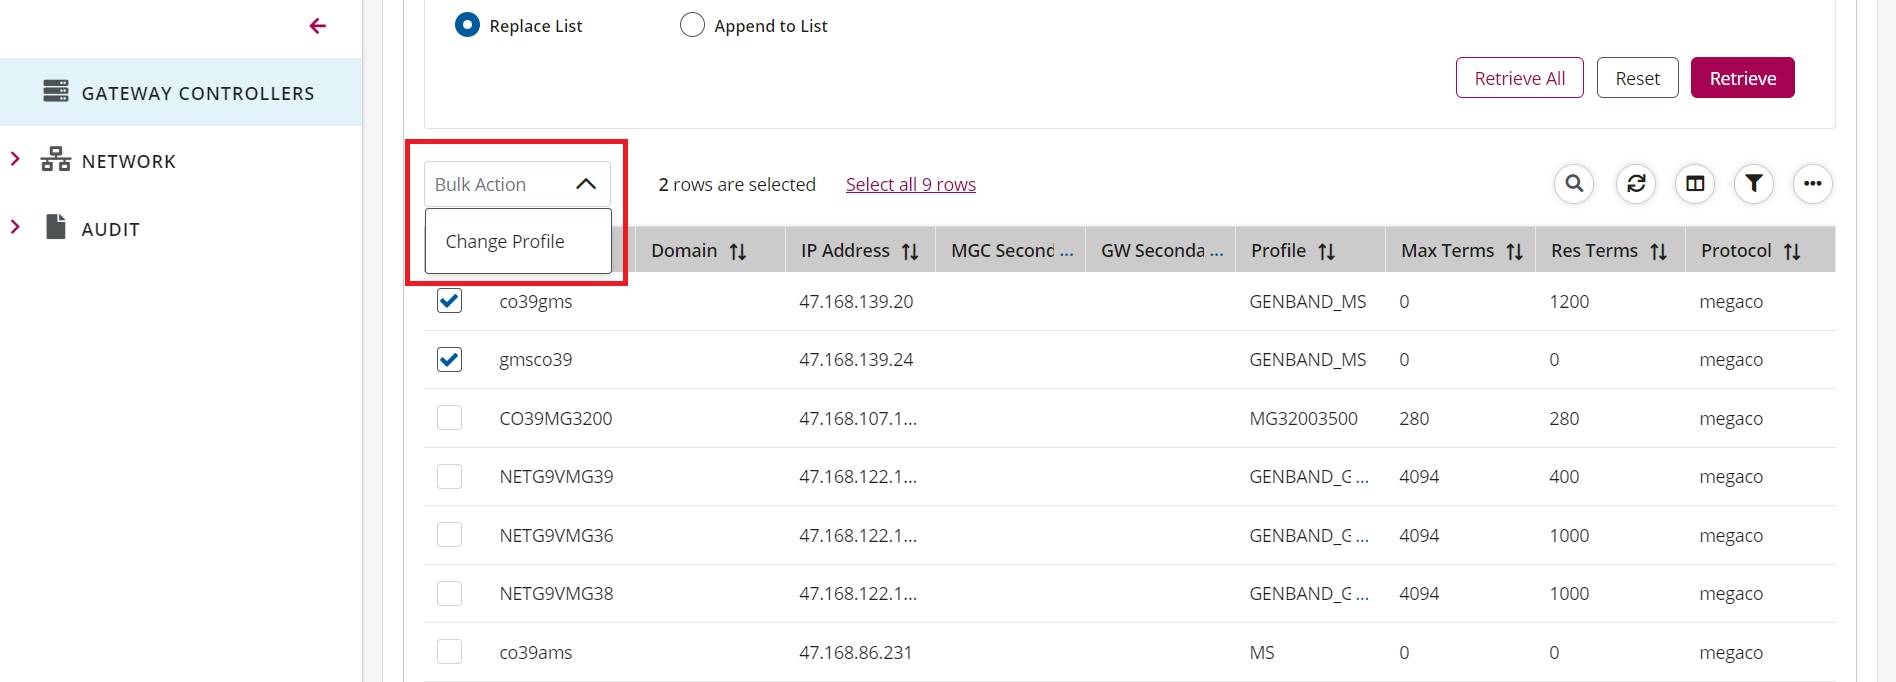 Replace List Append to List
Retrieve All Reset Retrieve
GATEWAY CONTROLLERS
NETWORK
AUDIT
Bulk Action 2 rows are selected Select all 9 rows
Change Profile
Domain IP Address MGC Second ... GW Seconda ... Profile Max Terms Res Terms Protocol
co39gms 47.168.139.20 GENBAND_MS 0 1200 megaco
gmsco39 47.168.139.24 GENBAND_MS 0 0 megaco
CO39MG3200 47.168.107.1... MG32003500 280 280 megaco
NETG9VMG39 47.168.122.1... GENBAND_G ... 4094 400 megaco
NETG9VMG36 47.168.122.1... GENBAND_G ... 4094 1000 megaco
NETG9VMG38 47.168.122.1... GENBAND_G ... 4094 1000 megaco
co39ams 47.168.86.231 MS 0 0 megaco